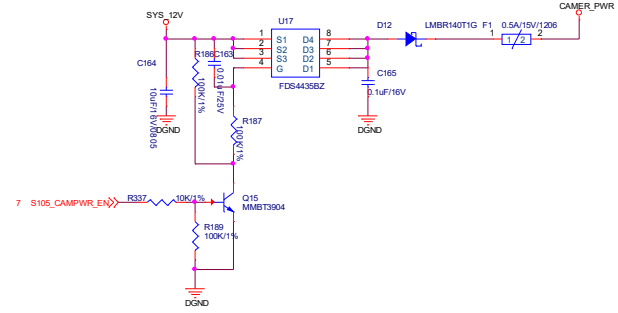 CAMER_PWR
SYS_12V
U17
D12 LMBR140T1G F1 0.5A/15V/1206
1 S1 D4 8
2 S2 D3 7
3 S3 D2 6
4 G D1 5
1 1 2 2
R186 C163
C164
100K/1%
0.01uF/25V
10uF/16V/0805
FDS4435BZ
C165
0.1uF/16V
DGND
DGND
R187
100K/1%
7 S105_CAMPWR_EN
R337 10K/1%
Q15
MMBT3904
R189
100K/1%
DGND